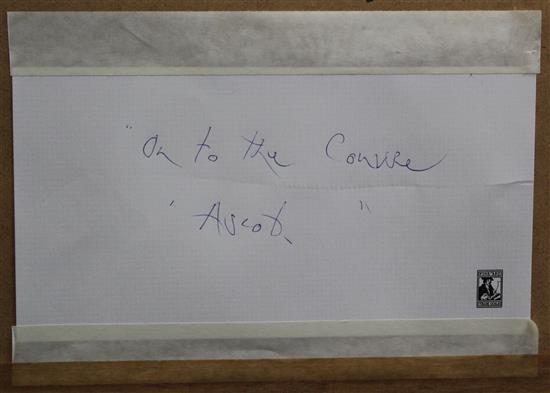 "On to the Course
' Ascot. "